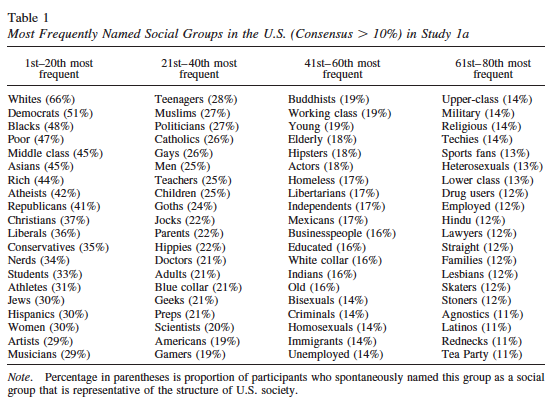 Table 1
Most Frequently Named Social Groups in the U.S. (Consensus > 10%) in Study 1a
1st–20th most frequent 21st–40th most frequent 41st–60th most frequent 61st–80th most frequent
Whites (66%) Teenagers (28%) Buddhists (19%) Upper-class (14%)
Democrats (51%) Muslims (27%) Working class (19%) Military (14%)
Blacks (48%) Politicians (27%) Young (19%) Religious (14%)
Poor (47%) Catholics (26%) Elderly (18%) Techies (14%)
Middle class (45%) Gays (26%) Hipsters (18%) Sports fans (13%)
Asians (45%) Men (25%) Actors (18%) Heterosexuals (13%)
Rich (44%) Teachers (25%) Homeless (17%) Lower class (13%)
Atheists (42%) Children (25%) Libertarians (17%) Drug users (12%)
Republicans (41%) Goths (24%) Independents (17%) Employed (12%)
Christians (37%) Jocks (22%) Mexicans (17%) Hindu (12%)
Liberals (36%) Parents (22%) Businesspeople (16%) Lawyers (12%)
Conservatives (35%) Hippies (22%) Educated (16%) Straight (12%)
Nerds (34%) Doctors (21%) White collar (16%) Families (12%)
Students (33%) Adults (21%) Indians (16%) Lesbians (12%)
Athletes (31%) Blue collar (21%) Old (16%) Skaters (12%)
Jews (30%) Geeks (21%) Bisexuals (14%) Stoners (12%)
Hispanics (30%) Preps (21%) Criminals (14%) Agnostics (11%)
Women (30%) Scientists (20%) Homosexuals (14%) Latinos (11%)
Artists (29%) Americans (19%) Immigrants (14%) Rednecks (11%)
Musicians (29%) Gamers (19%) Unemployed (14%) Tea Party (11%)
Note. Percentage in parentheses is proportion of participants who spontaneously named this group as a social
group that is representative of the structure of U.S. society.